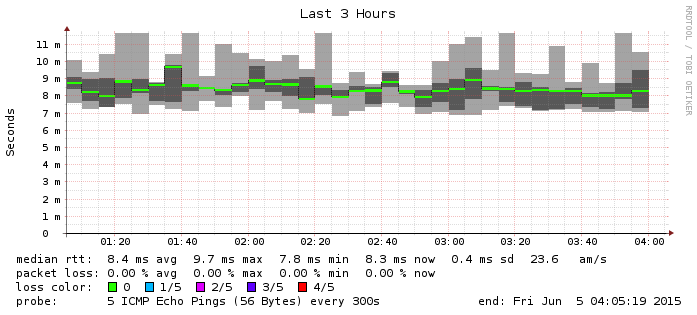 Last 3 Hours
RRDTOOL / TOBI OETIKER
Seconds
11 m
10 m
9 m
8 m
7 m
6 m
5 m
4 m
3 m
2 m
1 m
0
01:20 01:40 02:00 02:20 02:40 03:00 03:20 03:40 04:00
median rtt: 8.4 ms avg 9.7 ms max 7.8 ms min 8.3 ms now 0.4 ms sd 23.6 am/s
packet loss: 0.00 % avg 0.00 % max 0.00 % min 0.00 % now
loss color: 0 1/5 2/5 3/5 4/5
probe: 5 ICMP Echo Pings (56 Bytes) every 300s end: Fri Jun 5 04:05:19 2015